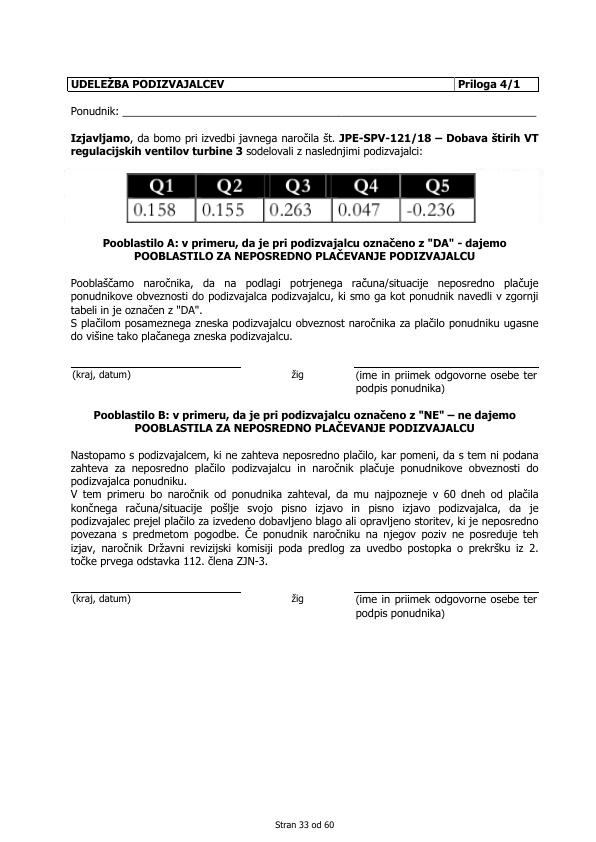 UDELEŽBA PODIZVAJALCEV Priloga 4/1
Ponudnik: ___
Izjavljamo, da bomo pri izvedbi javnega naročila št. JPE-SPV-121/18 – Dobava štirih VT
regulacijskih ventilov turbine 3 sodelovali z naslednjimi podizvajalci:
Q1 Q2 Q3 Q4 Q5
0.158 0.155 0.263 0.047 -0.236
Pooblastilo A: v primeru, da je pri podizvajalcu označeno z "DA" - dajemo
POOBLASTILO ZA NEPOSREDNO PLAČEVANJE PODIZVAJALCU
Pooblaščamo naročnika, da na podlagi potrjenega računa/situacije neposredno plačuje
ponudnikove obveznosti do podizvajalca podizvajalcu, ki smo ga kot ponudnik navedli v zgornji
tabeli in je označen z "DA".
S plačilom posameznega zneska podizvajalcu obveznost naročnika za plačilo ponudniku ugasne
do višine tako plačanega zneska podizvajalcu.
(kraj, datum) žig (ime in priimek odgovorne osebe ter
podpis ponudnika)
Pooblastilo B: v primeru, da je pri podizvajalcu označeno z "NE" – ne dajemo
POOBLASTILA ZA NEPOSREDNO PLAČEVANJE PODIZVAJALCU
Nastopamo s podizvajalcem, ki ne zahteva neposredno plačilo, kar pomeni, da s tem ni podana
zahteva za neposredno plačilo podizvajalcu in naročnik plačuje ponudnikove obveznosti do
podizvajalca ponudniku.
V tem primeru bo naročnik od ponudnika zahteval, da mu najpozneje v 60 dneh od plačila
končnega računa/situacije pošlje svojo pisno izjavo in pisno izjavo podizvajalca, da je
podizvajalec prejel plačilo za izvedeno dobavljeno blago ali opravljeno storitev, ki je neposredno
povezana s predmetom pogodbe. Če ponudnik naročniku na njegov poziv ne posreduje teh
izjav, naročnik Državni revizijski komisiji poda predlog za uvedbo postopka o prekršku iz 2.
točke prvega odstavka 112. člena ZJN-3.
(kraj, datum) žig (ime in priimek odgovorne osebe ter
podpis ponudnika)
Stran 33 od 60